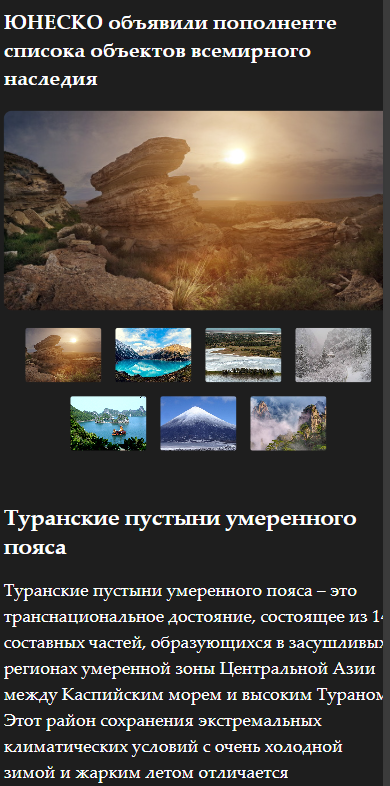 ЮНЕСКО объявили пополненте
списока объектов всемирного
наследия
Туранские пустыни умеренного
пояса
Туранские пустыни умеренного пояса – это
транснациональное достояние, состоящее из 14
составных частей, образующихся в засушливых
регионах умеренной зоны Центральной Азии
между Каспийским морем и высоким Тураном
Этот район сохранения экстремальных
климатических условий с очень холодной
зимой и жарким летом отличается